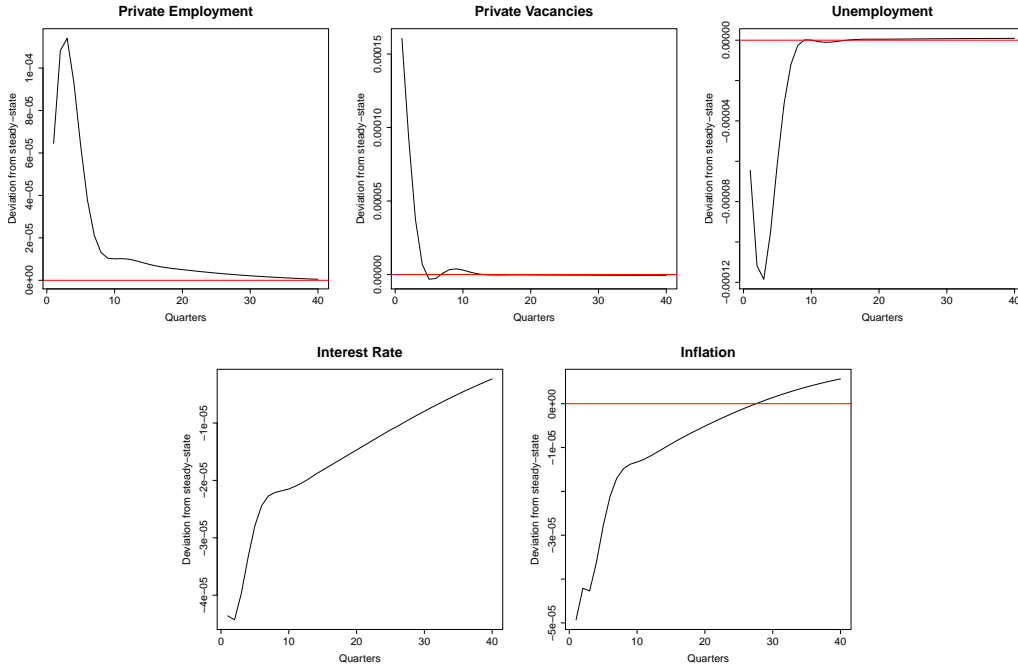 Private Employment
Deviation from steady−state
0e+00 2e−05 4e−05 6e−05 8e−05 1e−04
0 10 20 30 40
Quarters
Private Vacancies
Deviation from steady−state
0.00000 0.00005 0.00010 0.00015
0 10 20 30 40
Quarters
Unemployment
Deviation from steady−state
−0.00012 −0.00008 −0.00004 0.00000
0 10 20 30 40
Quarters
Interest Rate
Deviation from steady−state
−4e−05 −3e−05 −2e−05 −1e−05
0 10 20 30 40
Quarters
Inflation
Deviation from steady−state
−5e−05 −3e−05 −1e−05 0e+00
0 10 20 30 40
Quarters